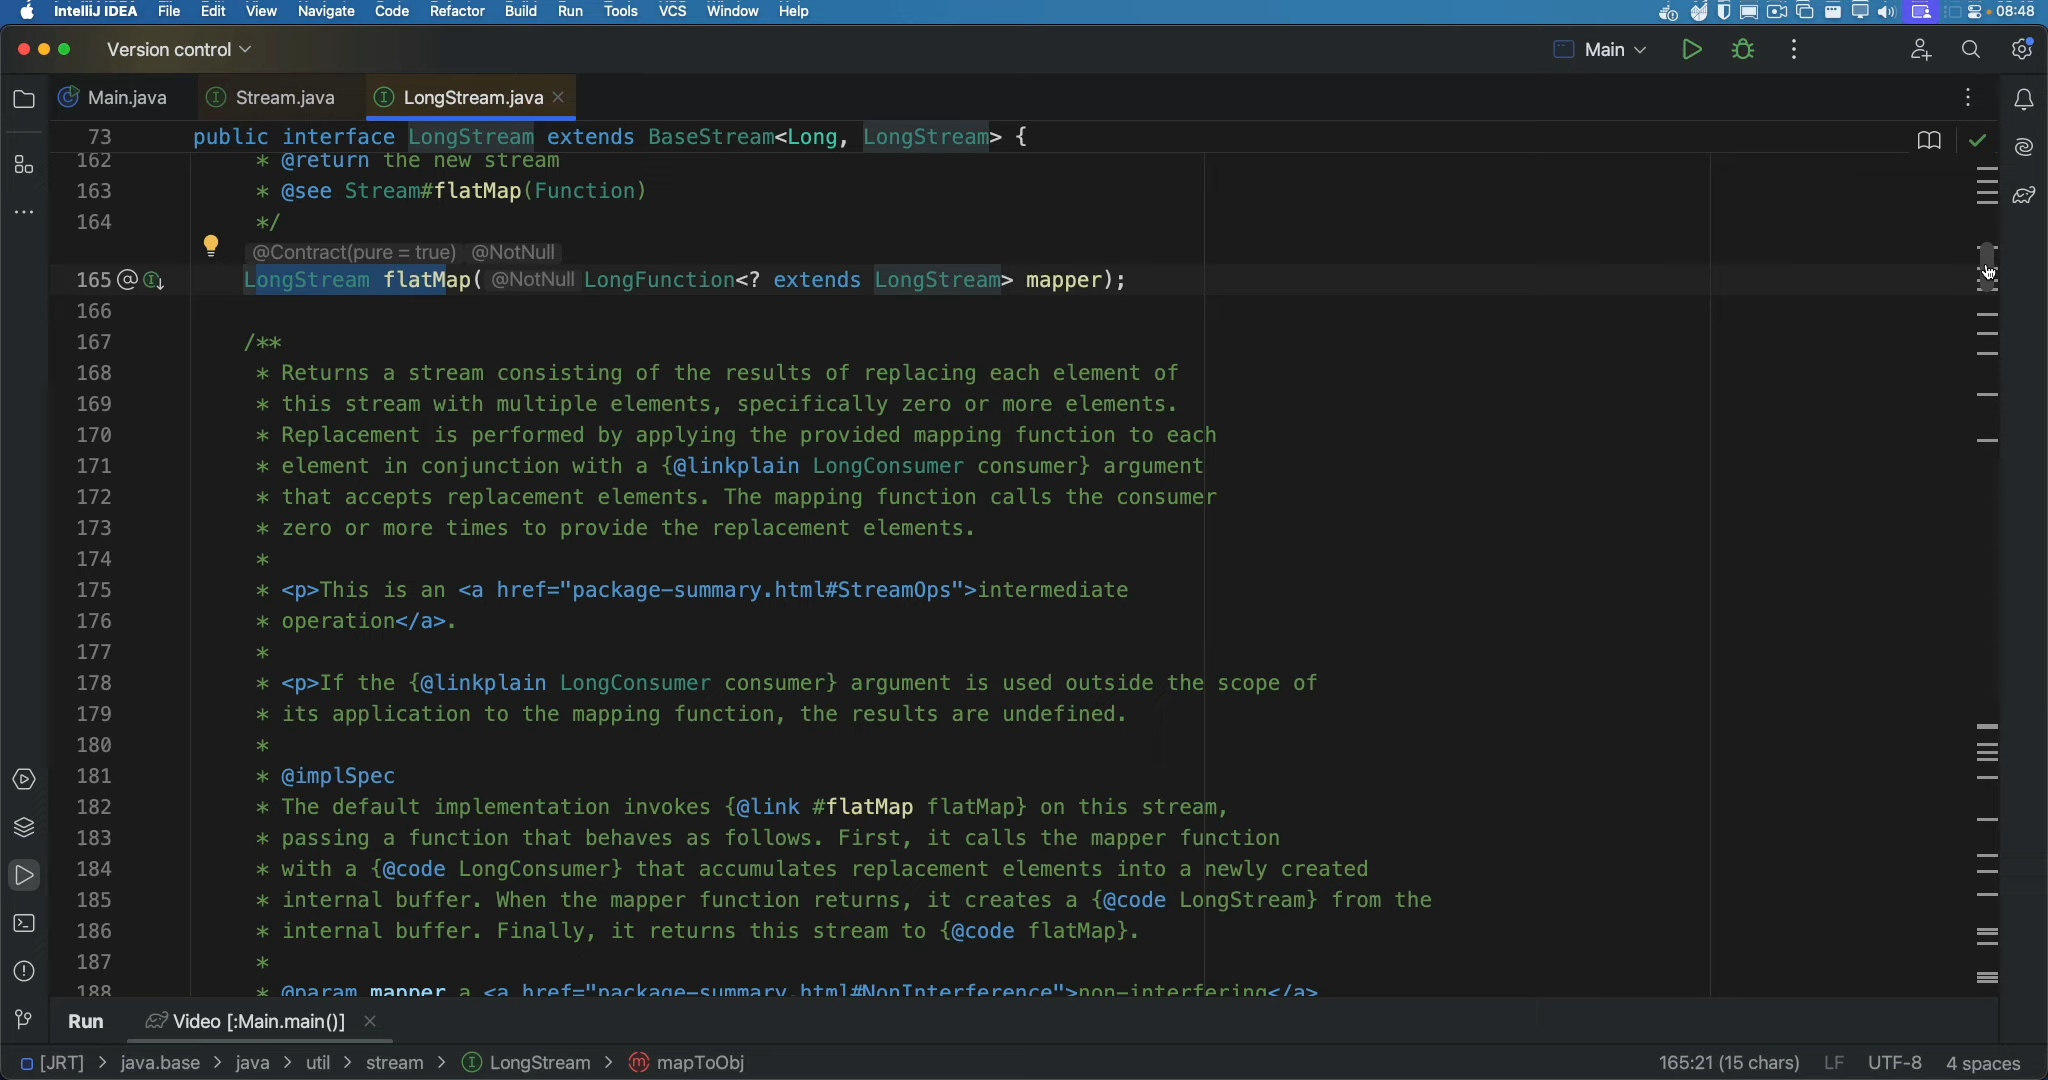 IntelliJ IDEA File Edit View Navigate Code Refactor Build Run Tools VCS Window Help 08:48
Version control Main
Main.java Stream.java LongStream.java
73 public interface LongStream extends BaseStream<Long, LongStream> {
162 * @return the new stream
163 * @see Stream#flatMap(Function)
164 */
@Contract(pure = true) @NotNull
165 LongStream flatMap( @NotNull LongFunction<? extends LongStream> mapper);
166
167 /**
168 * Returns a stream consisting of the results of replacing each element of
169 * this stream with multiple elements, specifically zero or more elements.
170 * Replacement is performed by applying the provided mapping function to each
171 * element in conjunction with a {@linkplain LongConsumer consumer} argument
172 * that accepts replacement elements. The mapping function calls the consumer
173 * zero or more times to provide the replacement elements.
174 *
175 * <p>This is an <a href="package-summary.html#StreamOps">intermediate
176 * operation</a>.
177 *
178 * <p>If the {@linkplain LongConsumer consumer} argument is used outside the scope of
179 * its application to the mapping function, the results are undefined.
180 *
181 * @implSpec
182 * The default implementation invokes {@link #flatMap flatMap} on this stream,
183 * passing a function that behaves as follows. First, it calls the mapper function
184 * with a {@code LongConsumer} that accumulates replacement elements into a newly created
185 * internal buffer. When the mapper function returns, it creates a {@code LongStream} from the
186 * internal buffer. Finally, it returns this stream to {@code flatMap}.
187 *
188 * @param mapper a <a href="package-summary.html#NonInterference">non-interfering</a>
Run Video [:Main.main()]
[JRT] > java.base > java > util > stream > LongStream > mapToObj 165:21 (15 chars) LF UTF-8 4 spaces